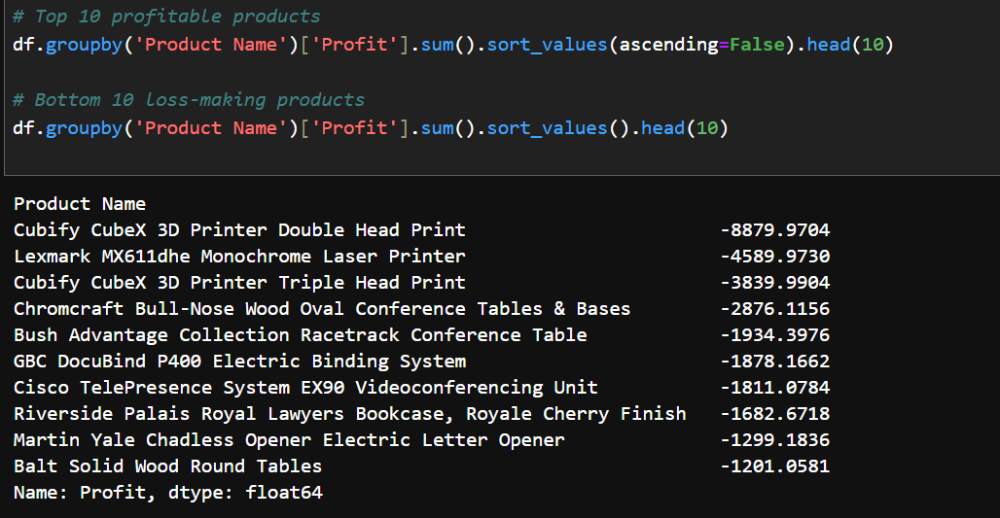 # Top 10 profitable products
df.groupby('Product Name')['Profit'].sum().sort_values(ascending=False).head(10)
# Bottom 10 loss-making products
df.groupby('Product Name')['Profit'].sum().sort_values().head(10)
Product Name
Cubify CubeX 3D Printer Double Head Print -8879.9704
Lexmark MX611dhe Monochrome Laser Printer -4589.9730
Cubify CubeX 3D Printer Triple Head Print -3839.9904
Chromcraft Bull-Nose Wood Oval Conference Tables & Bases -2876.1156
Bush Advantage Collection Racetrack Conference Table -1934.3976
GBC DocuBind P400 Electric Binding System -1878.1662
Cisco TelePresence System EX90 Videoconferencing Unit -1811.0784
Riverside Palais Royal Lawyers Bookcase, Royale Cherry Finish -1682.6718
Martin Yale Chadless Opener Electric Letter Opener -1299.1836
Balt Solid Wood Round Tables -1201.0581
Name: Profit, dtype: float64